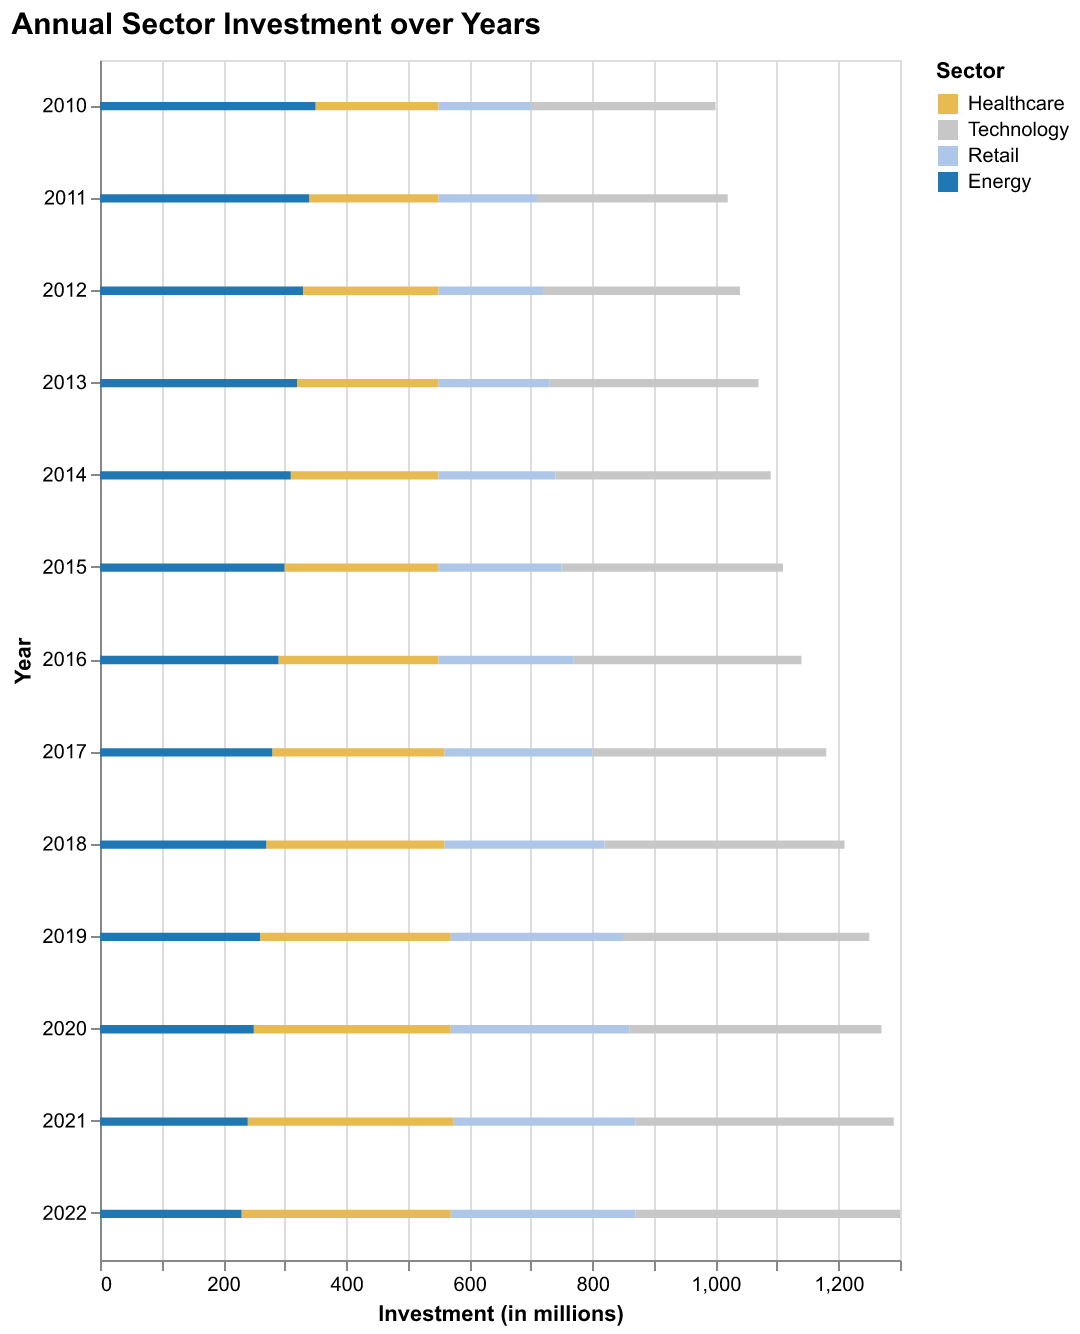 Annual Sector Investment over Years
Sector
Healthcare
Technology
Retail
Energy
Year
2010
2011
2012
2013
2014
2015
2016
2017
2018
2019
2020
2021
2022
0 200 400 600 800 1,000 1,200
Investment (in millions)